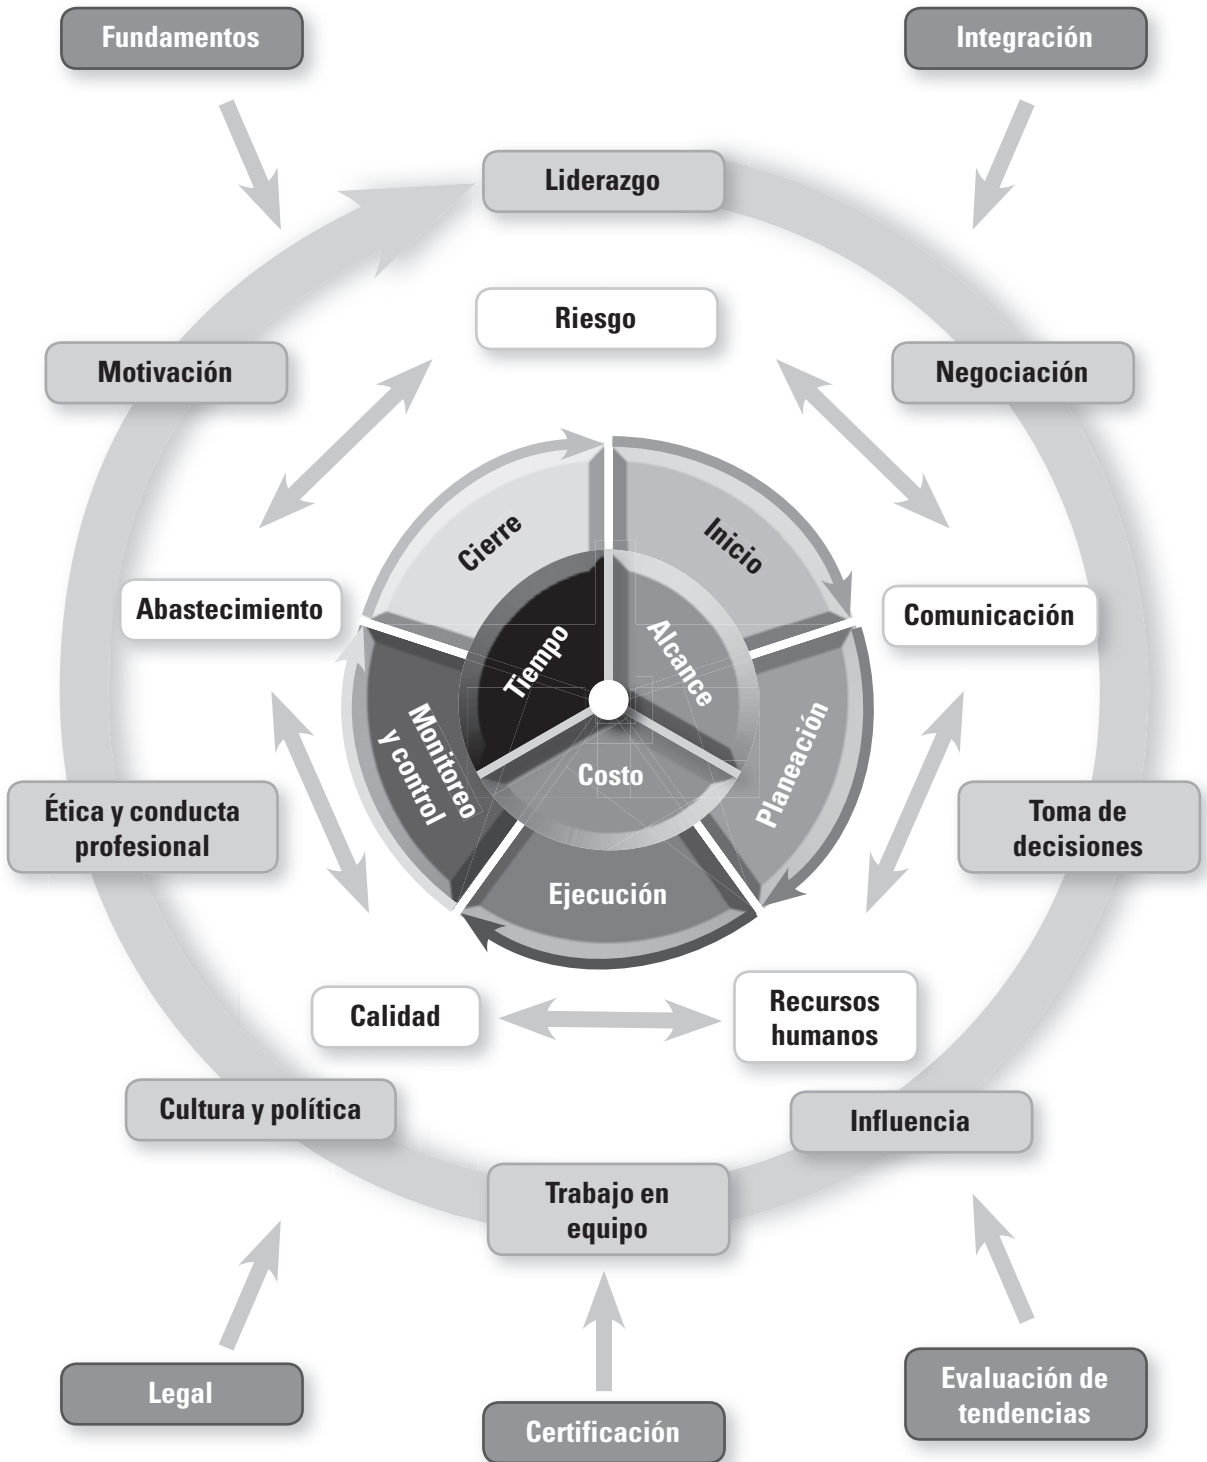 Fundamentos
Integración
Liderazgo
Riesgo
Motivación
Negociación
Cierre
Inicio
Abastecimiento
Comunicación
Tiempo
Alcance
Monitoreo
y control
Costo
Planeación
Ética y conducta
profesional
Toma de
decisiones
Ejecución
Calidad
Recursos
humanos
Cultura y política
Influencia
Trabajo en
equipo
Legal
Certificación
Evaluación de
tendencias